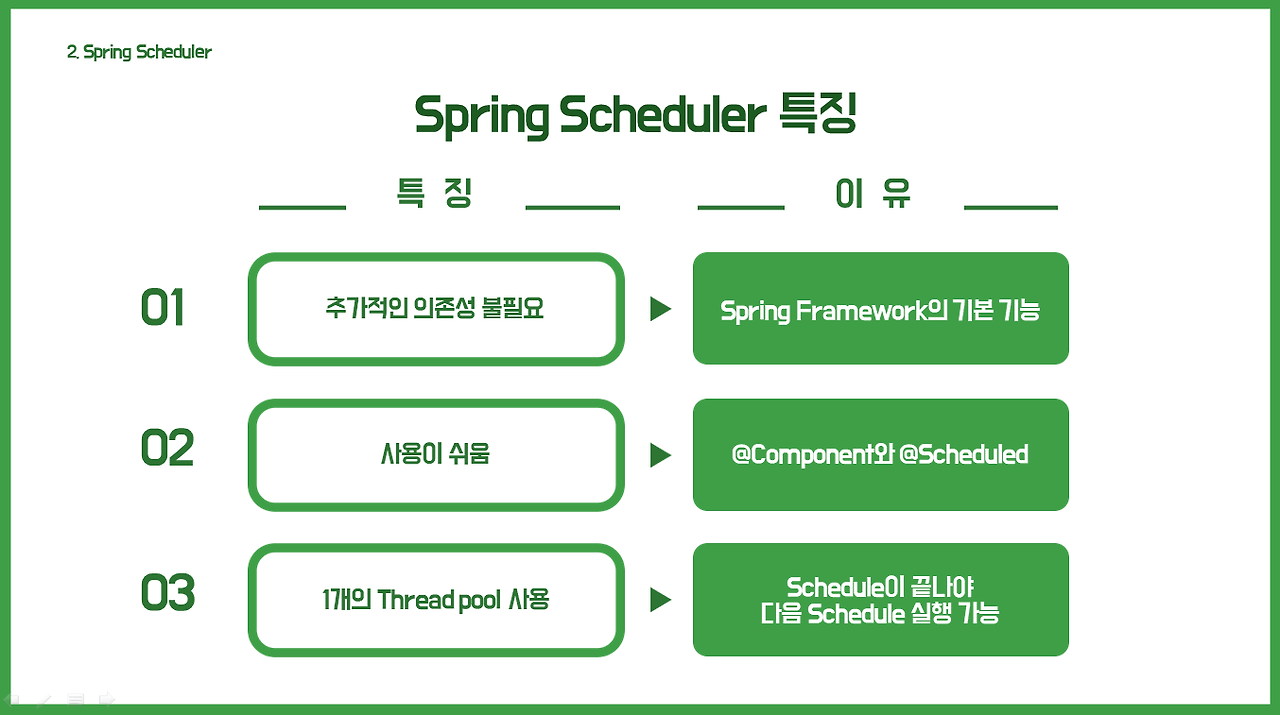 2. Spring Scheduler
Spring Scheduler 특징
특 징
이 유
01
추가적인 의존성 불필요
Spring Framework의 기본 기능
02
사용이 쉬움
@Component와 @Scheduled
03
1개의 Thread pool 사용
Schedule이 끝나야
다음 Schedule 실행 가능